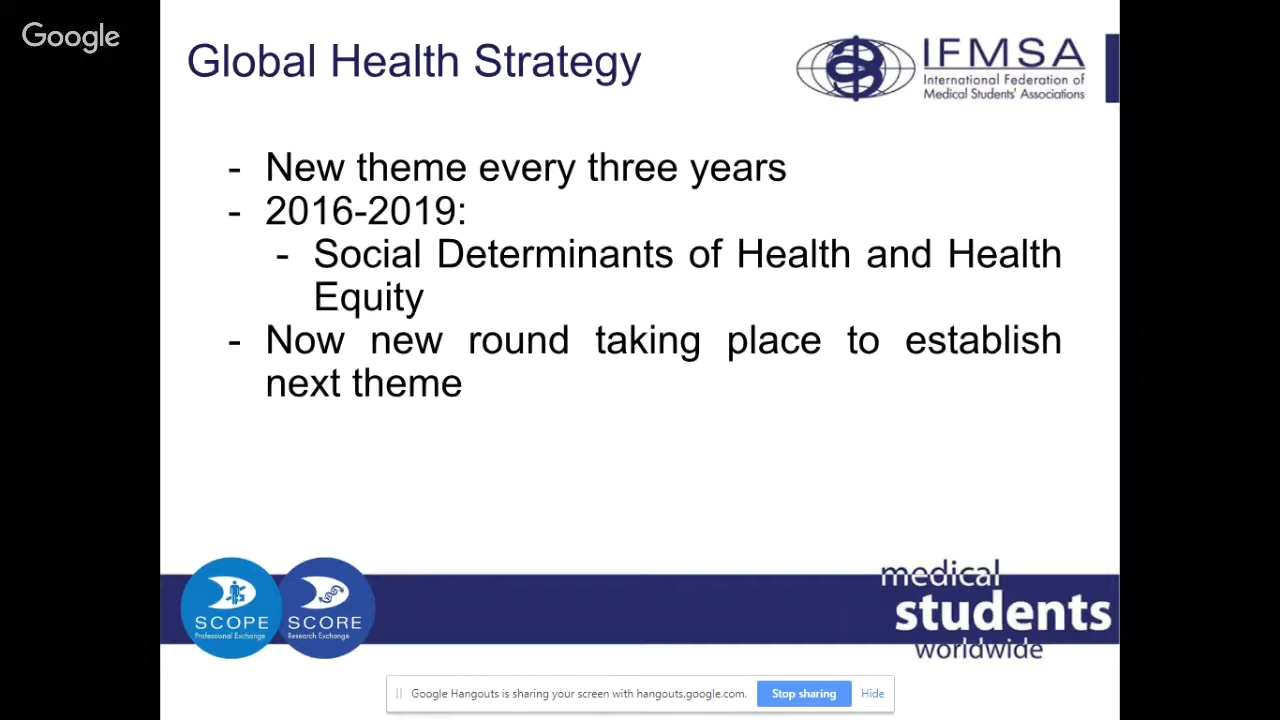 Google
Global Health Strategy
IFMSA
International Federation of
Medical Students' Associations
- New theme every three years
- 2016-2019:
- Social Determinants of Health and Health
Equity
- Now new round taking place to establish
next theme
SCOPE
Professional Exchange
SCORE
Research Exchange
medical
students
worldwide
Google Hangouts is sharing your screen with hangouts.google.com.
Stop sharing
Hide